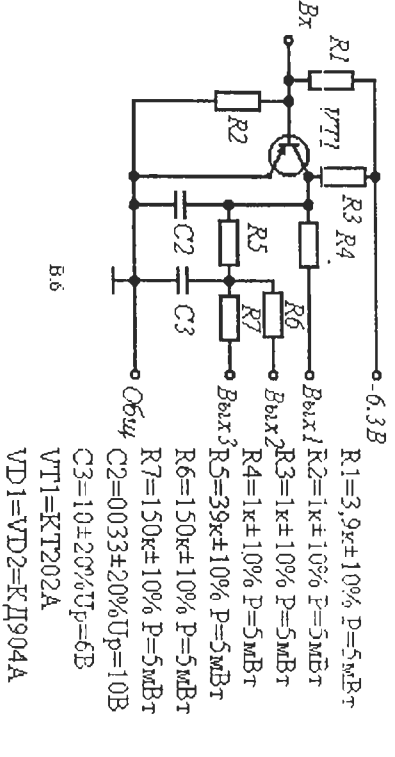 Вх
R1
VT1
R2
R3
R4
R5
C2
R6
R7
C3
-6.3В
Вых1
Вых2
Вых3
Общ
В.6
R1=3,9к±10% P=5мВт
R2=1к±10% P=5мВт
R3=1к±10% P=5мВт
R4=1к±10% P=5мВт
R5=39к±10% P=5мВт
R6=150к±10% P=5мВт
R7=150к±10% P=5мВт
C2=0033±20%Uр=10В
C3=10±20%Uр=6В
VT1=КТ202А
VD1=VD2=КД904А